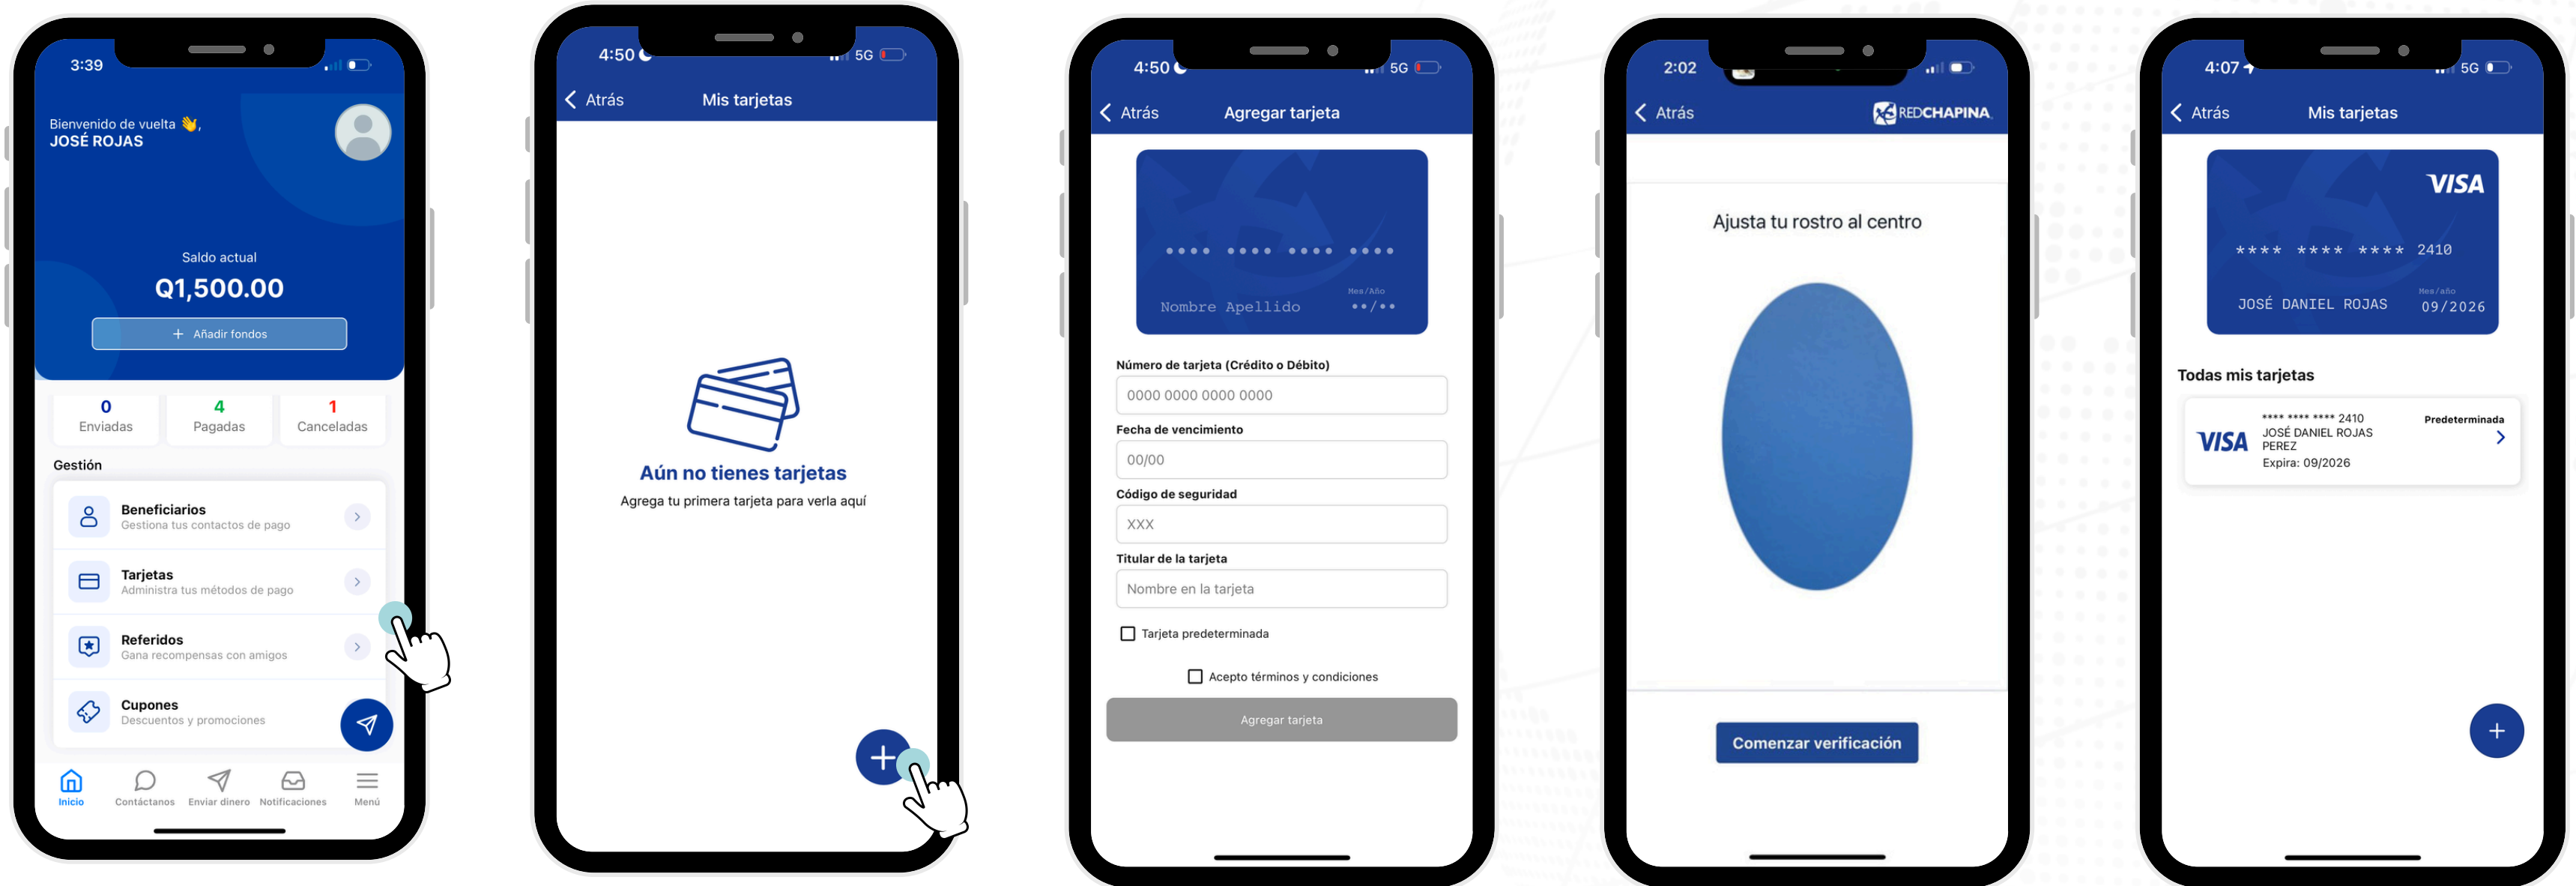 3:39
Bienvenido de vuelta 👋,
JOSÉ ROJAS
Saldo actual
Q1,500.00
+ Añadir fondos
0
Enviadas
4
Pagadas
1
Canceladas
Gestión
Beneficiarios
Gestiona tus contactos de pago
Tarjetas
Administra tus métodos de pago
Referidos
Gana recompensas con amigos
Cupones
Descuentos y promociones
Inicio
Contáctanos
Enviar dinero
Notificaciones
Menú
4:50
5G
Atrás
Mis tarjetas
Aún no tienes tarjetas
Agrega tu primera tarjeta para verla aquí
+
4:50
5G
Atrás
Agregar tarjeta
•••• •••• •••• ••••
Mes/Año
Nombre Apellido ••/••
Número de tarjeta (Crédito o Débito)
0000 0000 0000 0000
Fecha de vencimiento
00/00
Código de seguridad
XXX
Titular de la tarjeta
Nombre en la tarjeta
Tarjeta predeterminada
Acepto términos y condiciones
Agregar tarjeta
2:02
Atrás
REDCHAPINA
Ajusta tu rostro al centro
Comenzar verificación
4:07
5G
Atrás
Mis tarjetas
VISA
**** **** **** 2410
Mes/año
JOSÉ DANIEL ROJAS 09/2026
Todas mis tarjetas
VISA
**** **** **** 2410
JOSÉ DANIEL ROJAS
PEREZ
Expira: 09/2026
Predeterminada
+